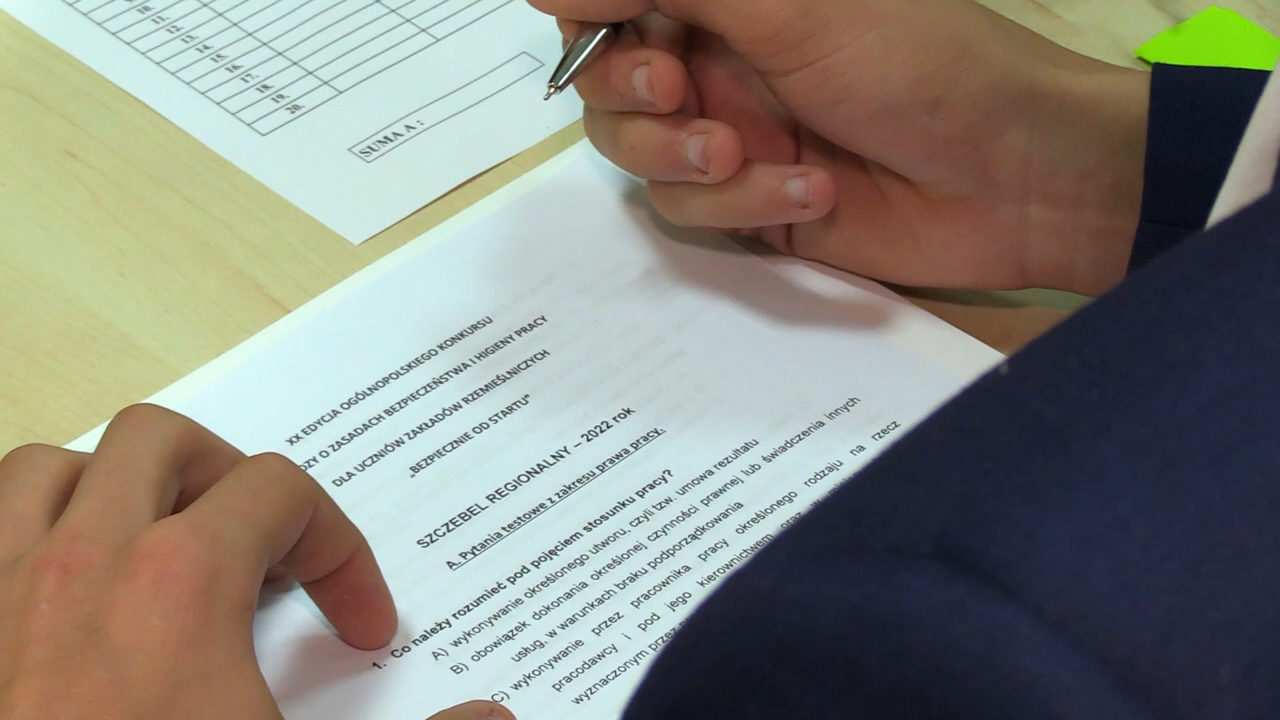 10.
11.
12.
13.
14.
15.
16.
17.
18.
19.
20.
SUMA A :
XX EDYCJA OGÓLNOPOLSKIEGO KONKURSU
O ZASADACH BEZPIECZEŃSTWA I HIGIENY PRACY
DLA UCZNIÓW ZAKŁADÓW RZEMIEŚLNICZYCH
„BEZPIECZNIE OD STARTU”
SZCZEBEL REGIONALNY – 2022 rok
A. Pytania testowe z zakresu prawa pracy.
1. Co należy rozumieć pod pojęciem stosunku pracy?
A) wykonywanie określonego utworu, czyli tzw. umowa rezultatu
B) obowiązek dokonania określonej czynności prawnej lub świadczenia innych
usług, w warunkach braku podporządkowania
C) wykonywanie przez pracownika pracy określonego rodzaju na rzecz
pracodawcy i pod jego kierownictwem oraz w
wyznaczonym przez